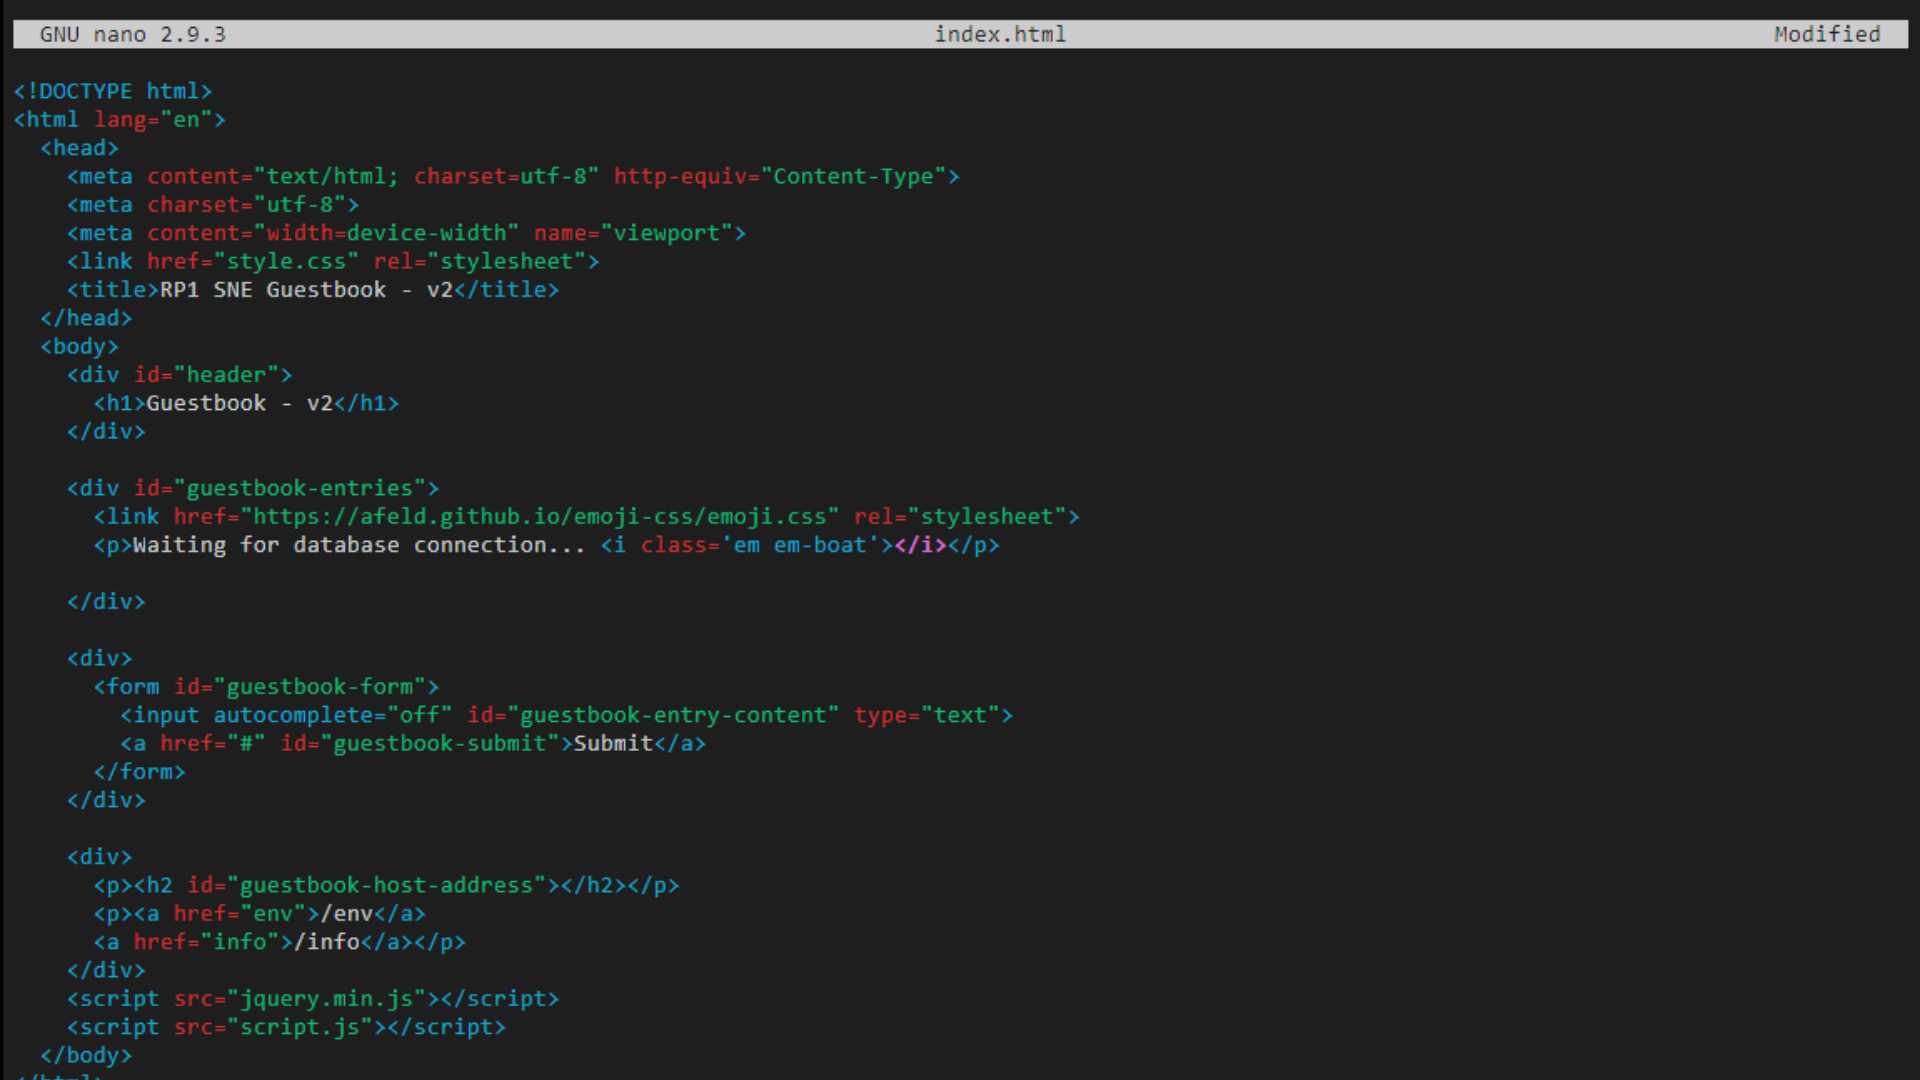 GNU nano 2.9.3 index.html Modified
<!DOCTYPE html>
<html lang="en">
  <head>
    <meta content="text/html; charset=utf-8" http-equiv="Content-Type">
    <meta charset="utf-8">
    <meta content="width=device-width" name="viewport">
    <link href="style.css" rel="stylesheet">
    <title>RP1 SNE Guestbook - v2</title>
  </head>
  <body>
    <div id="header">
      <h1>Guestbook - v2</h1>
    </div>
    <div id="guestbook-entries">
      <link href="https://afeld.github.io/emoji-css/emoji.css" rel="stylesheet">
      <p>Waiting for database connection... <i class='em em-boat'></i></p>
    </div>
    <div>
      <form id="guestbook-form">
        <input autocomplete="off" id="guestbook-entry-content" type="text">
        <a href="#" id="guestbook-submit">Submit</a>
      </form>
    </div>
    <div>
      <p><h2 id="guestbook-host-address"></h2></p>
      <p><a href="env">/env</a>
      <a href="info">/info</a></p>
    </div>
    <script src="jquery.min.js"></script>
    <script src="script.js"></script>
  </body>
</html>